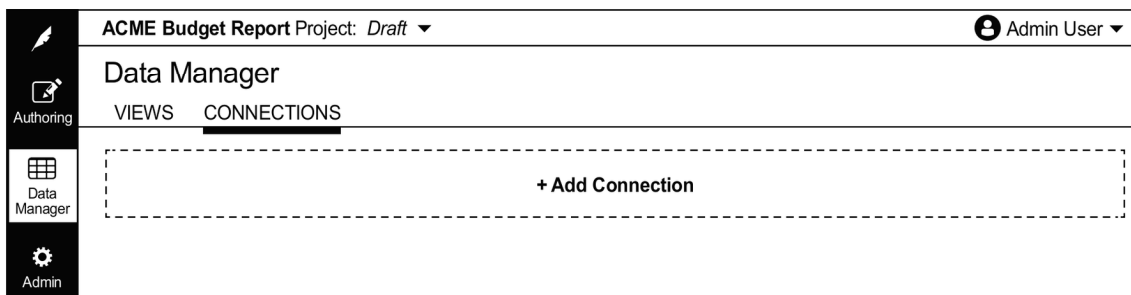 ACME Budget Report Project: Draft
Admin User
Data Manager
VIEWS CONNECTIONS
+ Add Connection
Authoring
Data
Manager
Admin